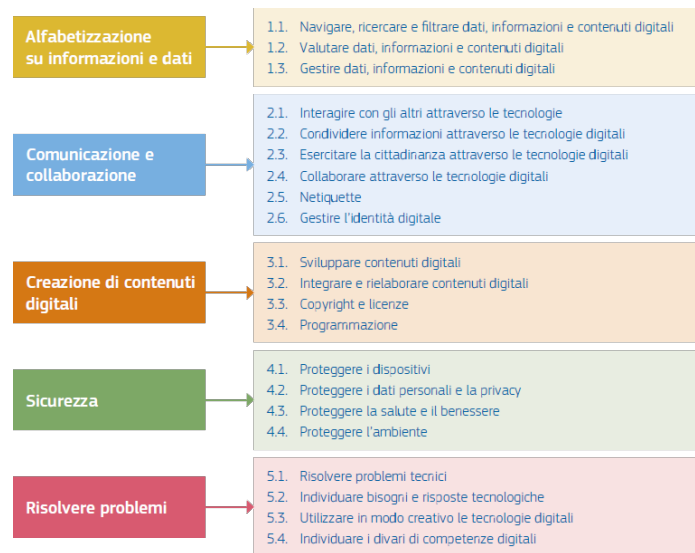 Alfabetizzazione
su informazioni e dati
1.1. Navigare, ricercare e filtrare dati, informazioni e contenuti digitali
1.2. Valutare dati, informazioni e contenuti digitali
1.3. Gestire dati, informazioni e contenuti digitali
Comunicazione e
collaborazione
2.1. Interagire con gli altri attraverso le tecnologie
2.2. Condividere informazioni attraverso le tecnologie digitali
2.3. Esercitare la cittadinanza attraverso le tecnologie digitali
2.4. Collaborare attraverso le tecnologie digitali
2.5. Netiquette
2.6. Gestire l'identità digitale
Creazione di contenuti
digitali
3.1. Sviluppare contenuti digitali
3.2. Integrare e rielaborare contenuti digitali
3.3. Copyright e licenze
3.4. Programmazione
Sicurezza
4.1. Proteggere i dispositivi
4.2. Proteggere i dati personali e la privacy
4.3. Proteggere la salute e il benessere
4.4. Proteggere l'ambiente
Risolvere problemi
5.1. Risolvere problemi tecnici
5.2. Individuare bisogni e risposte tecnologiche
5.3. Utilizzare in modo creativo le tecnologie digitali
5.4. Individuare i divari di competenze digitali